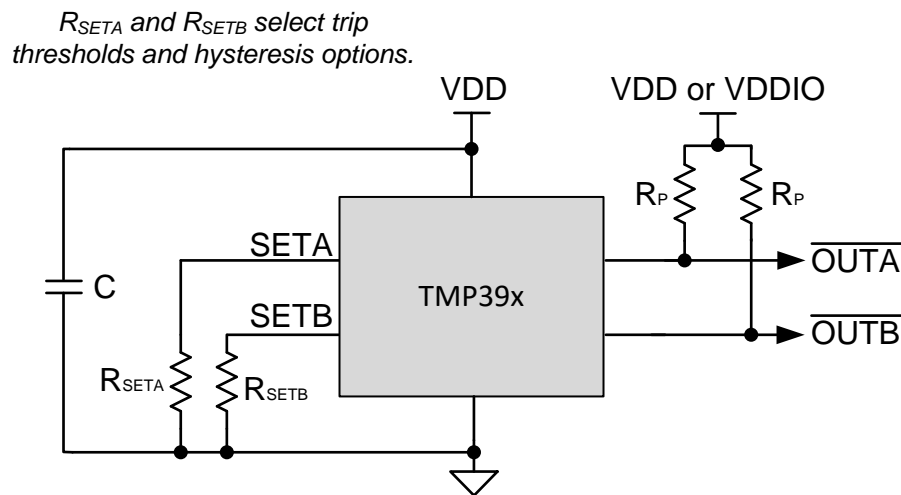 RSETA and RSETB select trip
thresholds and hysteresis options.
VDD
VDD or VDDIO
RP
RP
SETA
OUTA
C
TMP39x
SETB
OUTB
RSETA
RSETB